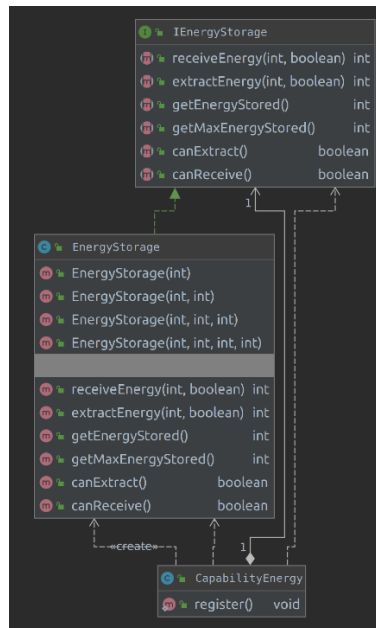 IEnergyStorage
receiveEnergy(int, boolean) int
extractEnergy(int, boolean) int
getEnergyStored() int
getMaxEnergyStored() int
canExtract() boolean
canReceive() boolean
1
EnergyStorage
EnergyStorage(int)
EnergyStorage(int, int)
EnergyStorage(int, int, int)
EnergyStorage(int, int, int, int)
receiveEnergy(int, boolean) int
extractEnergy(int, boolean) int
getEnergyStored() int
getMaxEnergyStored() int
canExtract() boolean
canReceive() boolean
«create»
1
CapabilityEnergy
register() void